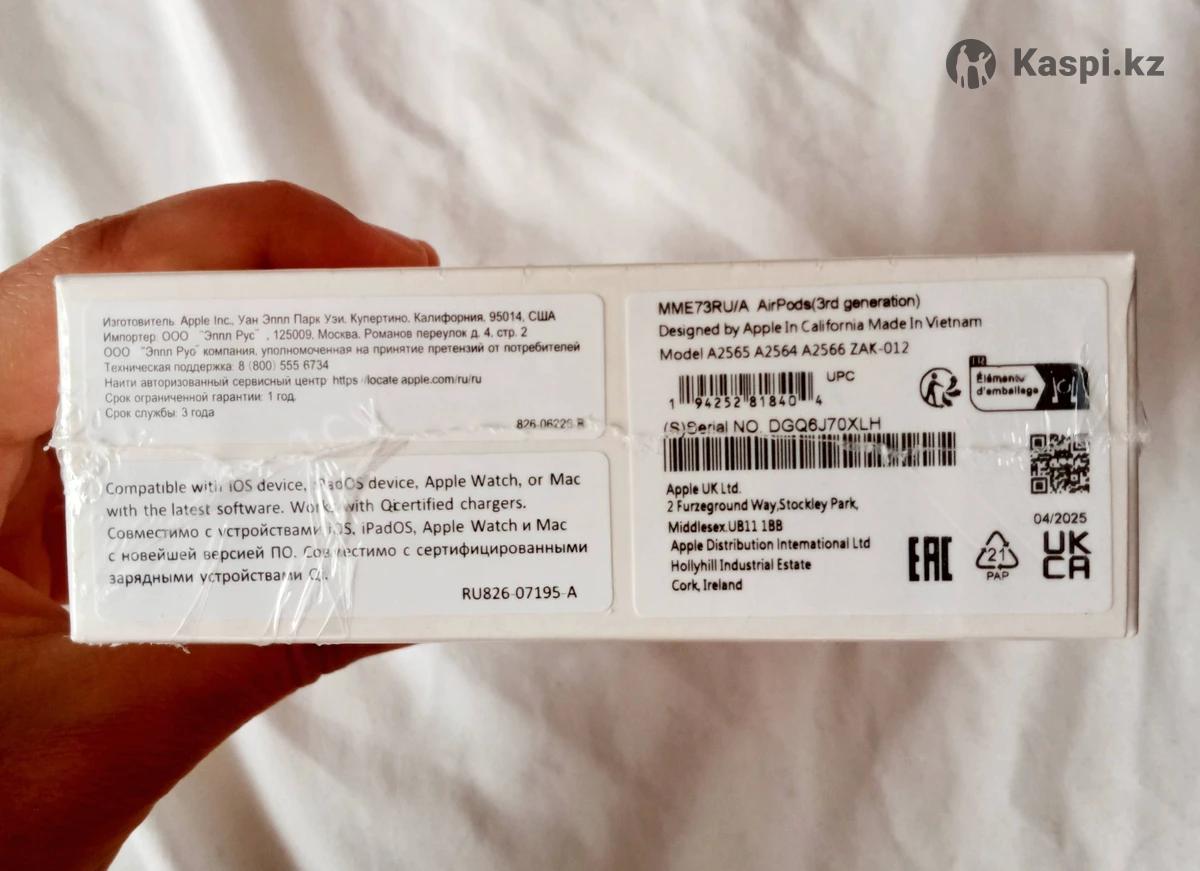 Kaspi.kz
Изготовитель Apple Inc., Уан Эппл Парк Уэи. Купертино. Калифорния, 95014, США
Импортер: ООО "Эппл Рус", 125009. Москва. Романов переулок д. 4. стр. 2
ООО "Эппл Руо" компания, уполномоченная на принятие претензий от потребителей
Техническая поддержка: 8 (800) 555 6734
Наити авторизованный сервисный центр https locate apple.com/ru/ru
Срок ограниченной гарантии: 1 год.
Срок службы: 3 года
826-06226-B
Compatible with iOS device, iPadOS device, Apple Watch, or Mac
with the latest software. Works with Qi certified chargers.
Совместимо с устройствами iOS, iPadOS, Apple Watch и Mac
с новейшей версией ПО. Совместимо с сертифицированными
зарядными устройствами Qi.
RU826-07195-A
MME73RU/A AirPods(3rd generation)
Designed by Apple In California Made In Vietnam
Model A2565 A2564 A2566 ZAK-012
UPC
1 94252 81840 4
FR
Éléments
d'emballage
(S)Serial NO. DGQ6J70XLH
Apple UK Ltd.
2 Furzeground Way,Stockley Park,
Middlesex.UB11 1BB
Apple Distribution International Ltd
Hollyhill Industrial Estate
Cork, Ireland
04/2025
EAC
21
PAP
UK
CA